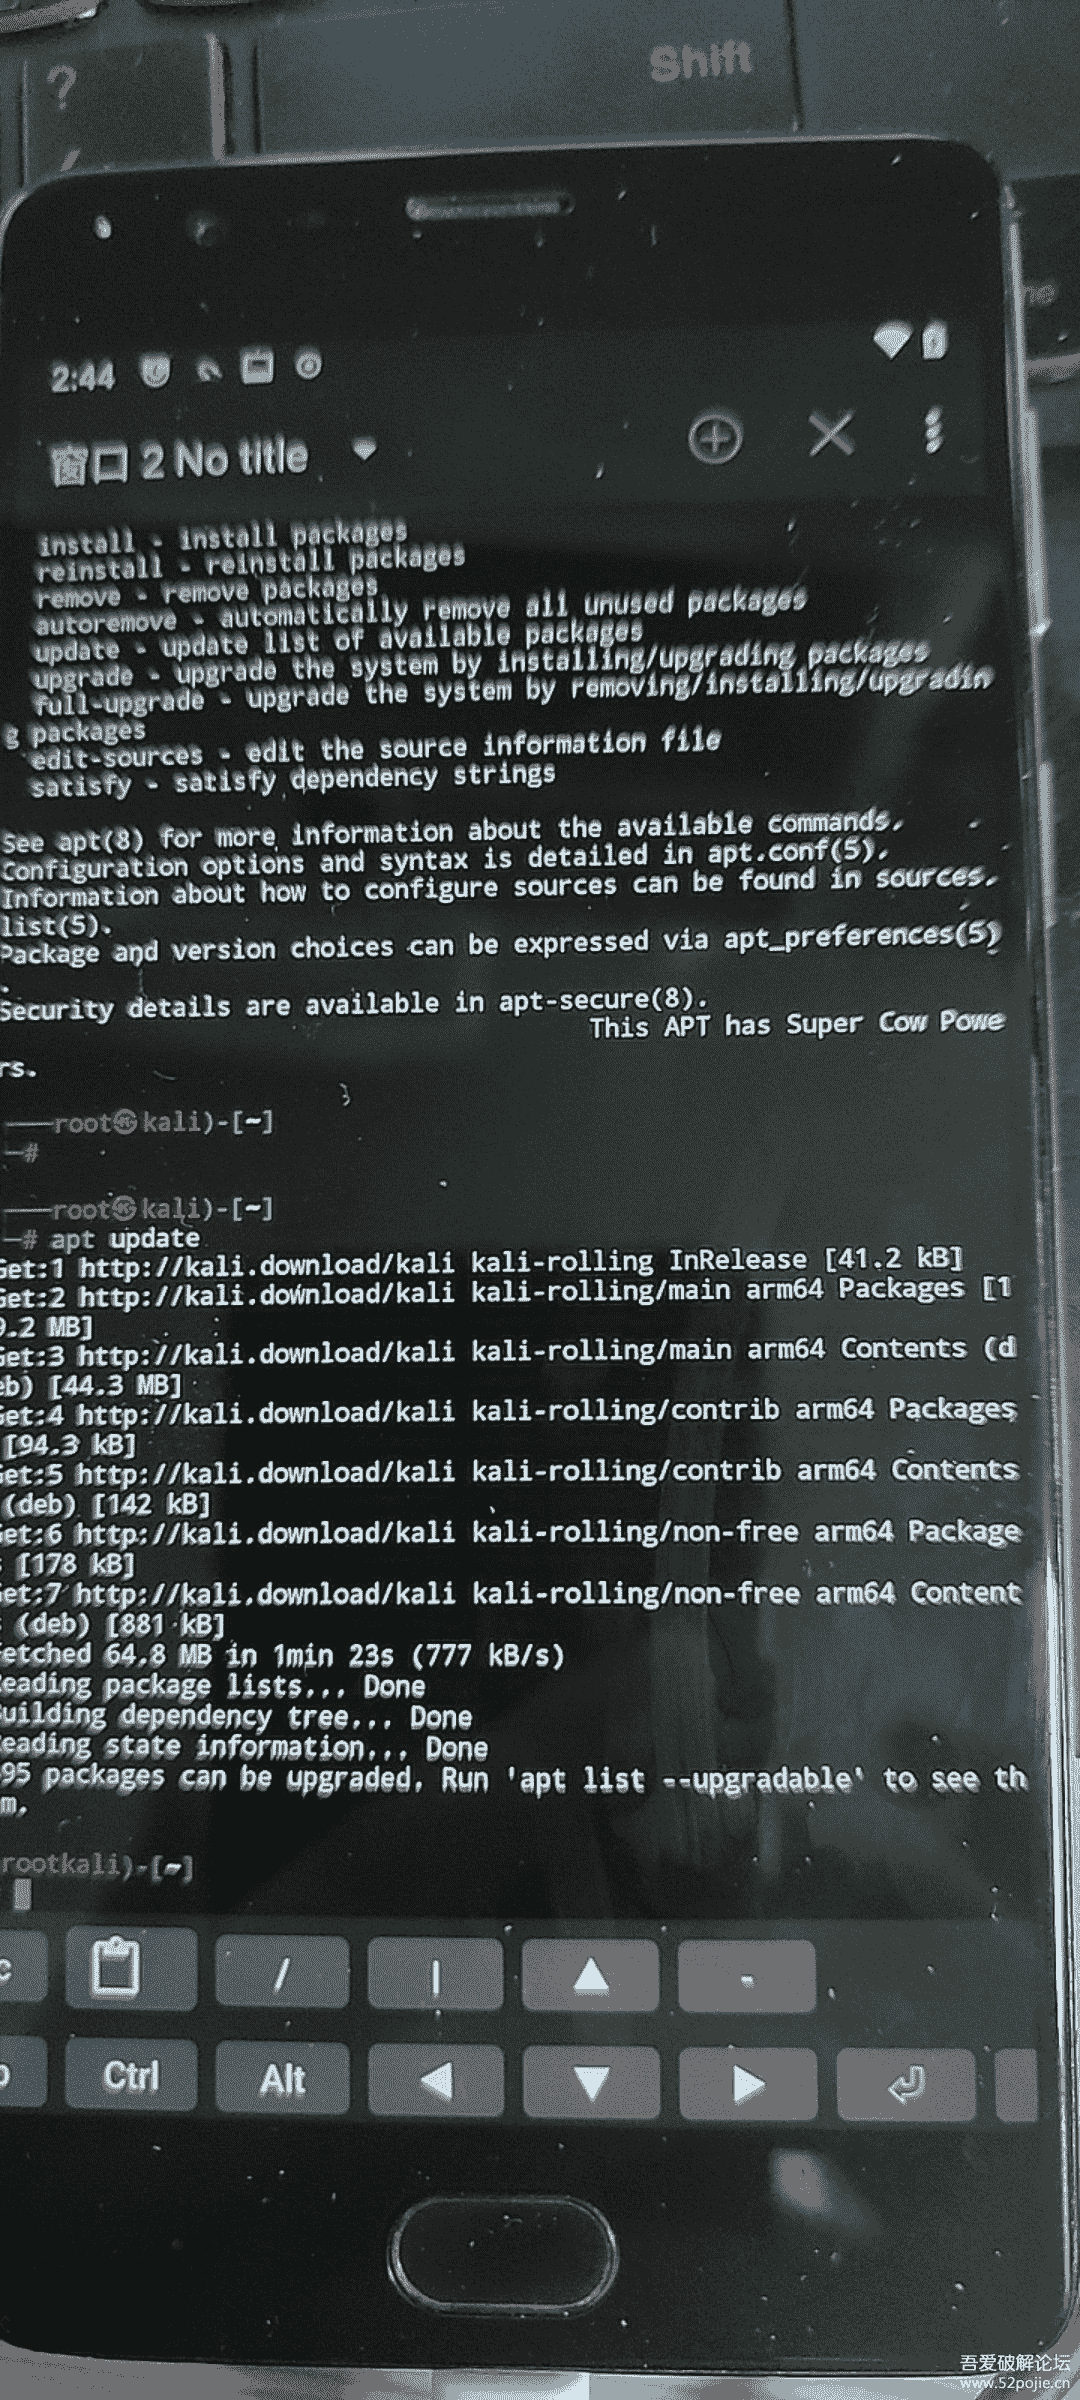 ?
Shift
2:44
窗口 2 No title
install - install packages
reinstall - reinstall packages
remove - remove packages
autoremove - automatically remove all unused packages
update - update list of available packages
upgrade - upgrade the system by installing/upgrading packages
full-upgrade - upgrade the system by removing/installing/upgradin
g packages
edit-sources - edit the source information file
satisfy - satisfy dependency strings
See apt(8) for more information about the available commands.
Configuration options and syntax is detailed in apt.conf(5).
Information about how to configure sources can be found in sources.
list(5).
Package and version choices can be expressed via apt_preferences(5)
.
Security details are available in apt-secure(8).
This APT has Super Cow Powe
rs.
root㉿kali)-[~]
#
root㉿kali)-[~]
# apt update
Get:1 http://kali.download/kali kali-rolling InRelease [41.2 kB]
Get:2 http://kali.download/kali kali-rolling/main arm64 Packages [1
9.2 MB]
Get:3 http://kali.download/kali kali-rolling/main arm64 Contents (d
eb) [44.3 MB]
Get:4 http://kali.download/kali kali-rolling/contrib arm64 Packages
[94.3 kB]
Get:5 http://kali.download/kali kali-rolling/contrib arm64 Contents
(deb) [142 kB]
Get:6 http://kali.download/kali kali-rolling/non-free arm64 Package
s [178 kB]
Get:7 http://kali.download/kali kali-rolling/non-free arm64 Content
s (deb) [881 kB]
Fetched 64.8 MB in 1min 23s (777 kB/s)
Reading package lists... Done
Building dependency tree... Done
Reading state information... Done
95 packages can be upgraded. Run 'apt list --upgradable' to see th
m.
rootkali)-[~]
/ | ▲ -
Ctrl Alt ◀ ▼ ▶
吾爱破解论坛
www.52pojie.cn